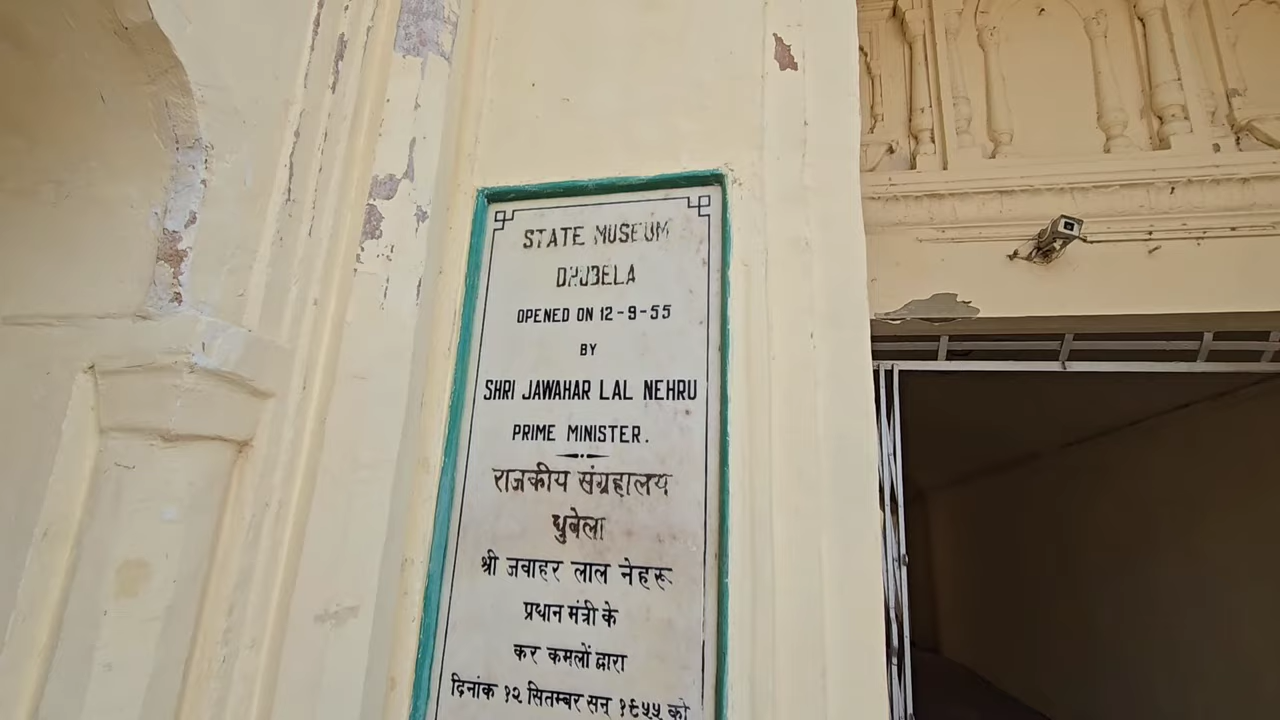 STATE MUSEUM
DHUBELA
OPENED ON 12-9-55
BY
SHRI JAWAHAR LAL NEHRU
PRIME MINISTER.
राजकीय संग्रहालय
धुबेला
श्री जवाहर लाल नेहरू
प्रधान मंत्री के
कर कमलों द्वारा
दिनांक १२ सितम्बर सन् १९५५ को